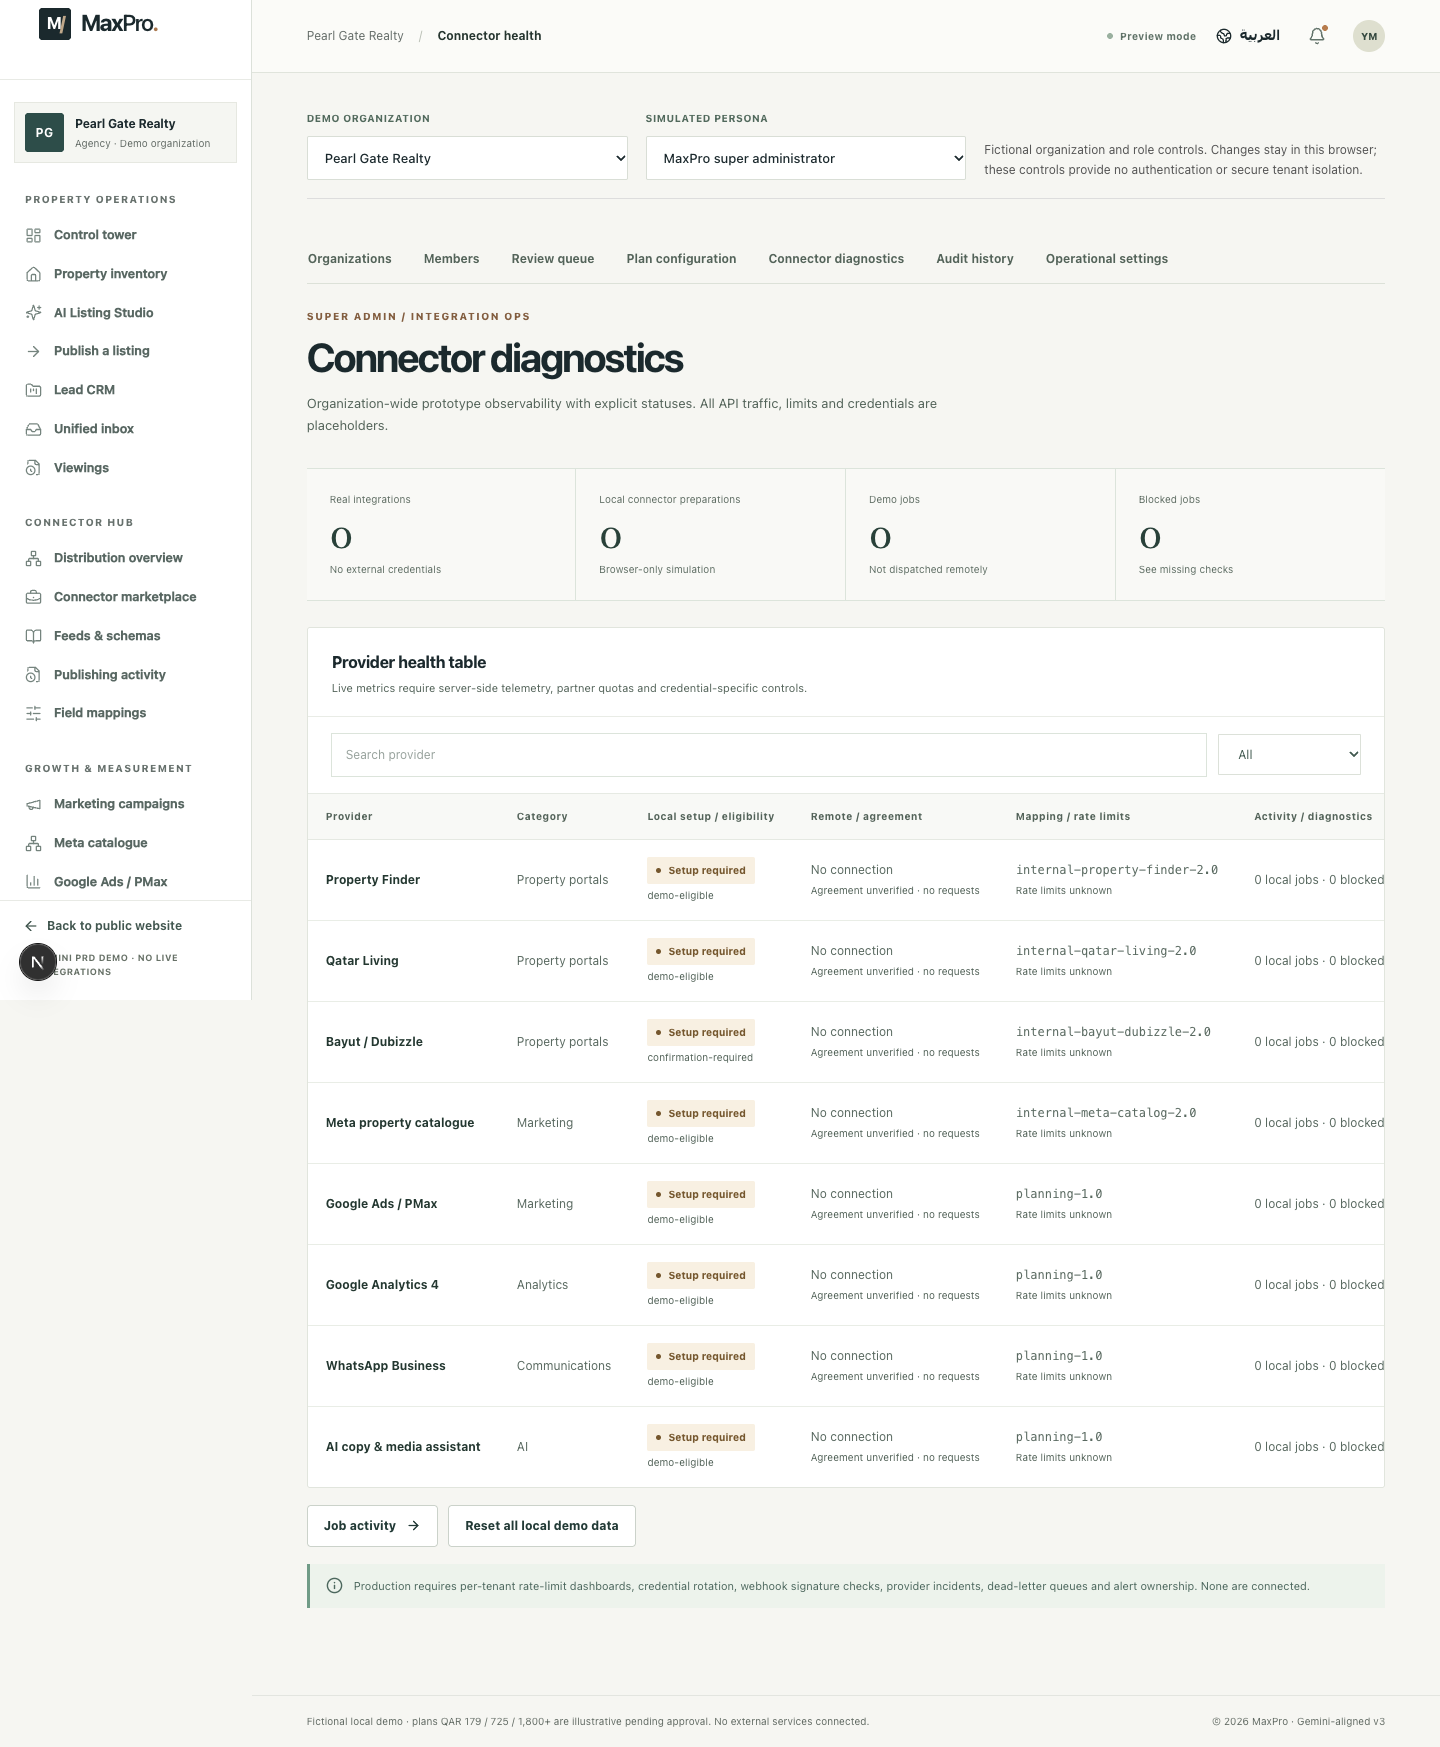 M/ MaxPro.
Pearl Gate Realty / Connector health
Preview mode
العربية
YM
PG
Pearl Gate Realty
Agency · Demo organization
PROPERTY OPERATIONS
Control tower
Property inventory
AI Listing Studio
Publish a listing
Lead CRM
Unified inbox
Viewings
CONNECTOR HUB
Distribution overview
Connector marketplace
Feeds & schemas
Publishing activity
Field mappings
GROWTH & MEASUREMENT
Marketing campaigns
Meta catalogue
Google Ads / PMax
Back to public website
N
INI PRD DEMO · NO LIVE
EGRATIONS
DEMO ORGANIZATION
Pearl Gate Realty
SIMULATED PERSONA
MaxPro super administrator
Fictional organization and role controls. Changes stay in this browser;
these controls provide no authentication or secure tenant isolation.
Organizations Members Review queue Plan configuration Connector diagnostics Audit history Operational settings
SUPER ADMIN / INTEGRATION OPS
Connector diagnostics
Organization-wide prototype observability with explicit statuses. All API traffic, limits and credentials are
placeholders.
Real integrations
0
No external credentials
Local connector preparations
0
Browser-only simulation
Demo jobs
0
Not dispatched remotely
Blocked jobs
0
See missing checks
Provider health table
Live metrics require server-side telemetry, partner quotas and credential-specific controls.
Search provider
All
Provider Category Local setup / eligibility Remote / agreement Mapping / rate limits Activity / diagnostics
Property Finder Property portals Setup required No connection internal-property-finder-2.0 0 local jobs · 0 blocked
demo-eligible Agreement unverified · no requests Rate limits unknown
Qatar Living Property portals Setup required No connection internal-qatar-living-2.0 0 local jobs · 0 blocked
demo-eligible Agreement unverified · no requests Rate limits unknown
Bayut / Dubizzle Property portals Setup required No connection internal-bayut-dubizzle-2.0 0 local jobs · 0 blocked
confirmation-required Agreement unverified · no requests Rate limits unknown
Meta property catalogue Marketing Setup required No connection internal-meta-catalog-2.0 0 local jobs · 0 blocked
demo-eligible Agreement unverified · no requests Rate limits unknown
Google Ads / PMax Marketing Setup required No connection planning-1.0 0 local jobs · 0 blocked
demo-eligible Agreement unverified · no requests Rate limits unknown
Google Analytics 4 Analytics Setup required No connection planning-1.0 0 local jobs · 0 blocked
demo-eligible Agreement unverified · no requests Rate limits unknown
WhatsApp Business Communications Setup required No connection planning-1.0 0 local jobs · 0 blocked
demo-eligible Agreement unverified · no requests Rate limits unknown
AI copy & media assistant AI Setup required No connection planning-1.0 0 local jobs · 0 blocked
demo-eligible Agreement unverified · no requests Rate limits unknown
Job activity
Reset all local demo data
Production requires per-tenant rate-limit dashboards, credential rotation, webhook signature checks, provider incidents, dead-letter queues and alert ownership. None are connected.
Fictional local demo · plans QAR 179 / 725 / 1,800+ are illustrative pending approval. No external services connected.
© 2026 MaxPro · Gemini-aligned v3